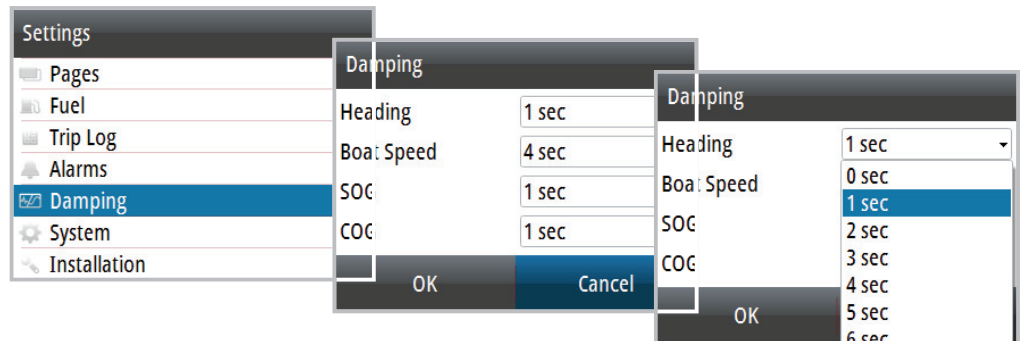 Settings
Pages
Fuel
Trip Log
Alarms
Damping
System
Installation
Damping
Heading 1 sec
Boat Speed 4 sec
SOG 1 sec
COG 1 sec
OK Cancel
Damping
Heading 1 sec
Boat Speed
SOG
COG
0 sec
1 sec
2 sec
3 sec
4 sec
5 sec
6 sec
OK